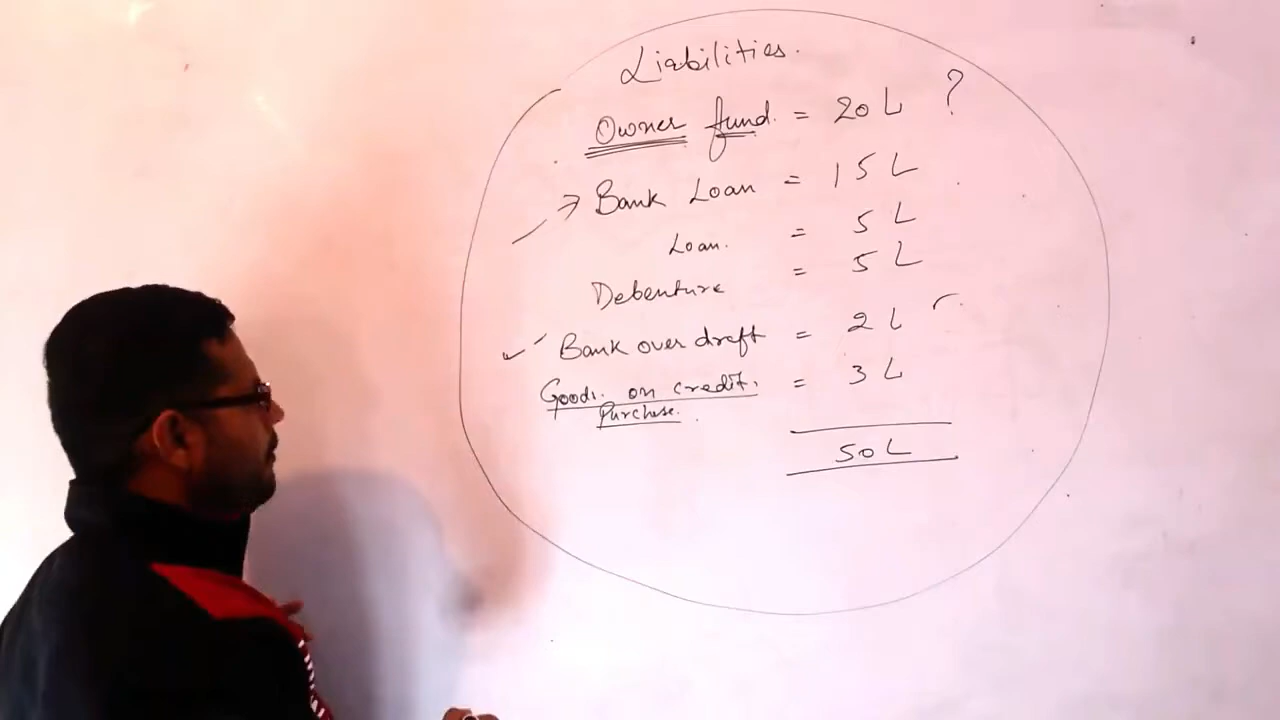 Liabilities.
Owner fund. = 20 L ?
→ Bank Loan = 15 L
Loan. = 5 L
Debenture = 5 L
✓ Bank over draft = 2 L
Goods. on credit, = 3 L
Purchase.
50 L